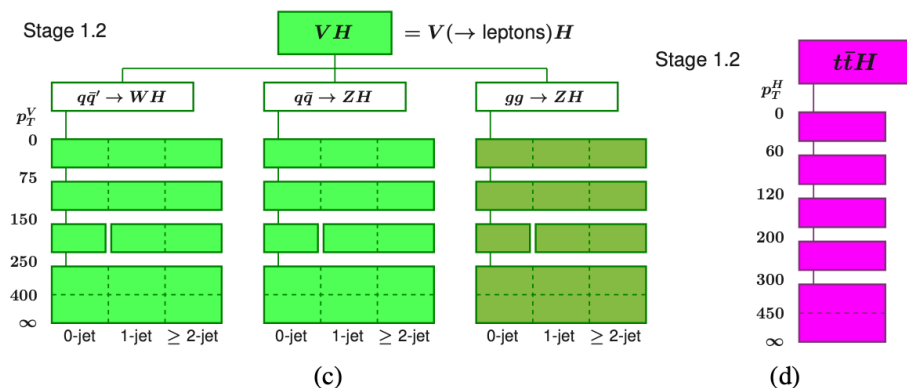 Stage 1.2
VH = V(→ leptons)H
qq̄′ → WH
qq̄ → ZH
gg → ZH
p_T^V
0
75
150
250
400
∞
0-jet 1-jet ≥ 2-jet
0-jet 1-jet ≥ 2-jet
0-jet 1-jet ≥ 2-jet
(c)
Stage 1.2
tt̄H
p_T^H
0
60
120
200
300
450
∞
(d)